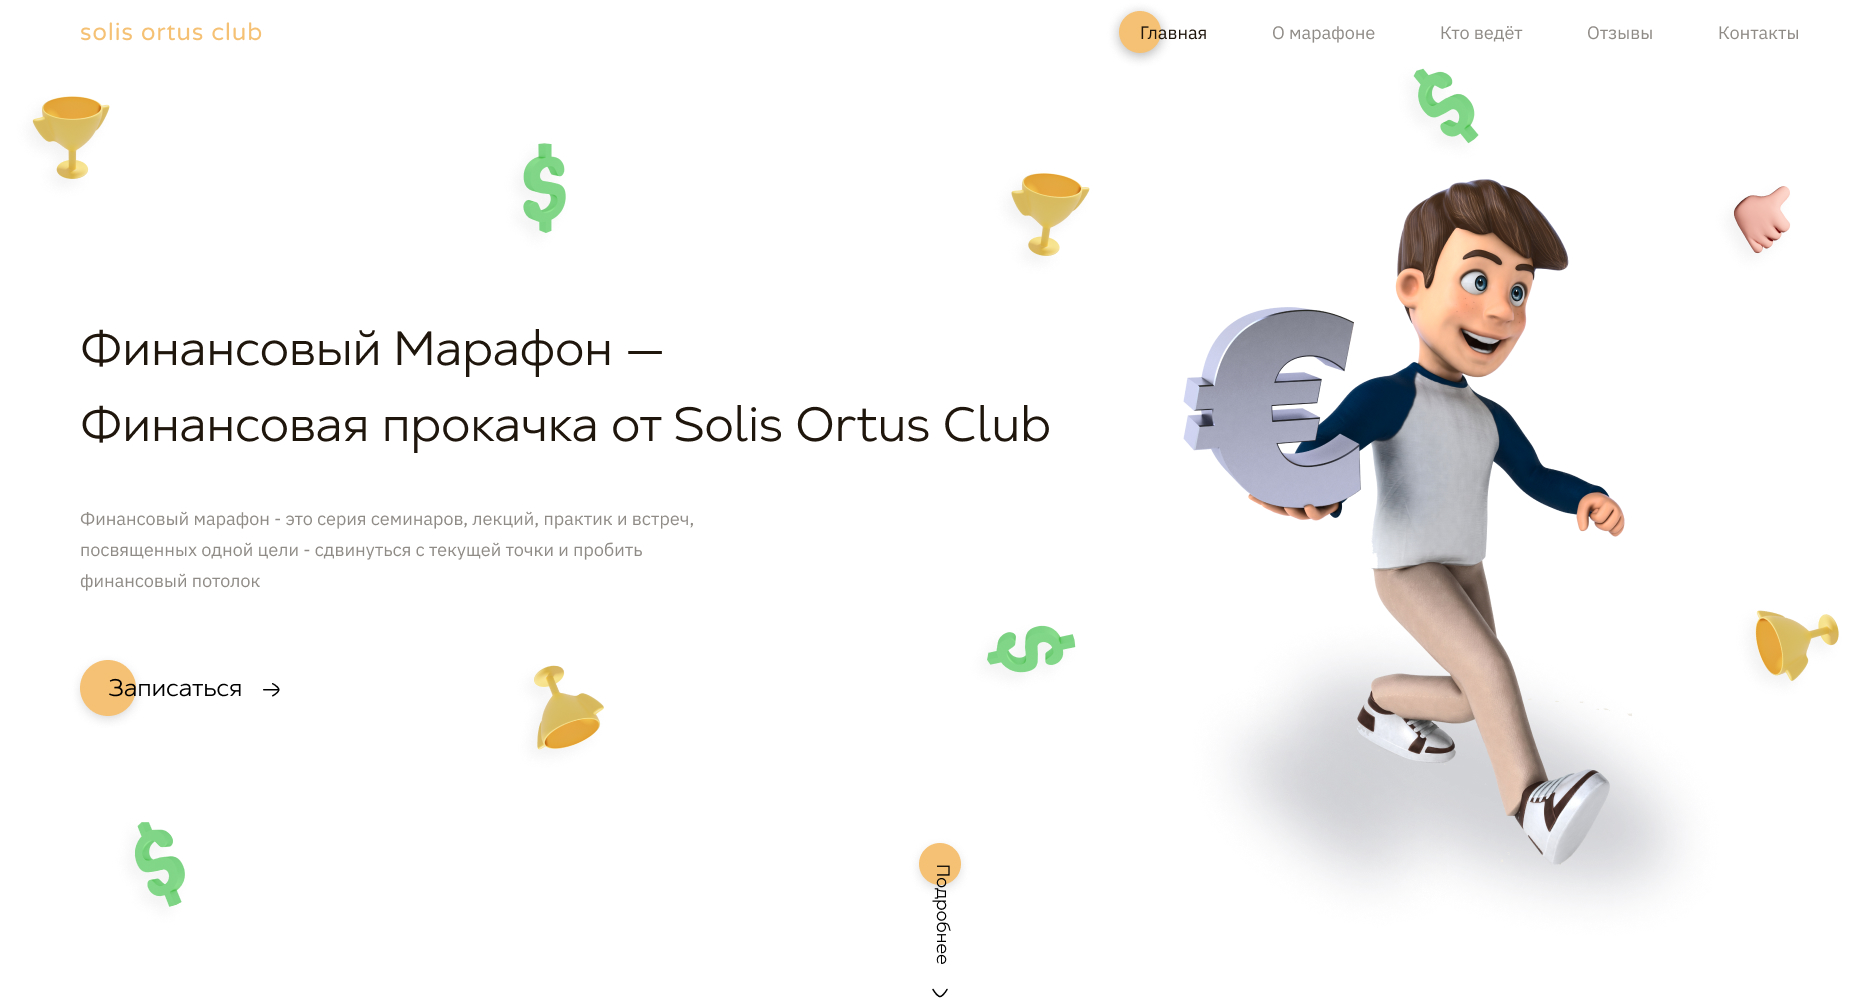 solis ortus club
Главная
О марафоне
Кто ведёт
Отзывы
Контакты
Финансовый Марафон —
Финансовая прокачка от Solis Ortus Club
Финансовый марафон - это серия семинаров, лекций, практик и встреч,
посвященных одной цели - сдвинуться с текущей точки и пробить
финансовый потолок
Записаться →
Подробнее